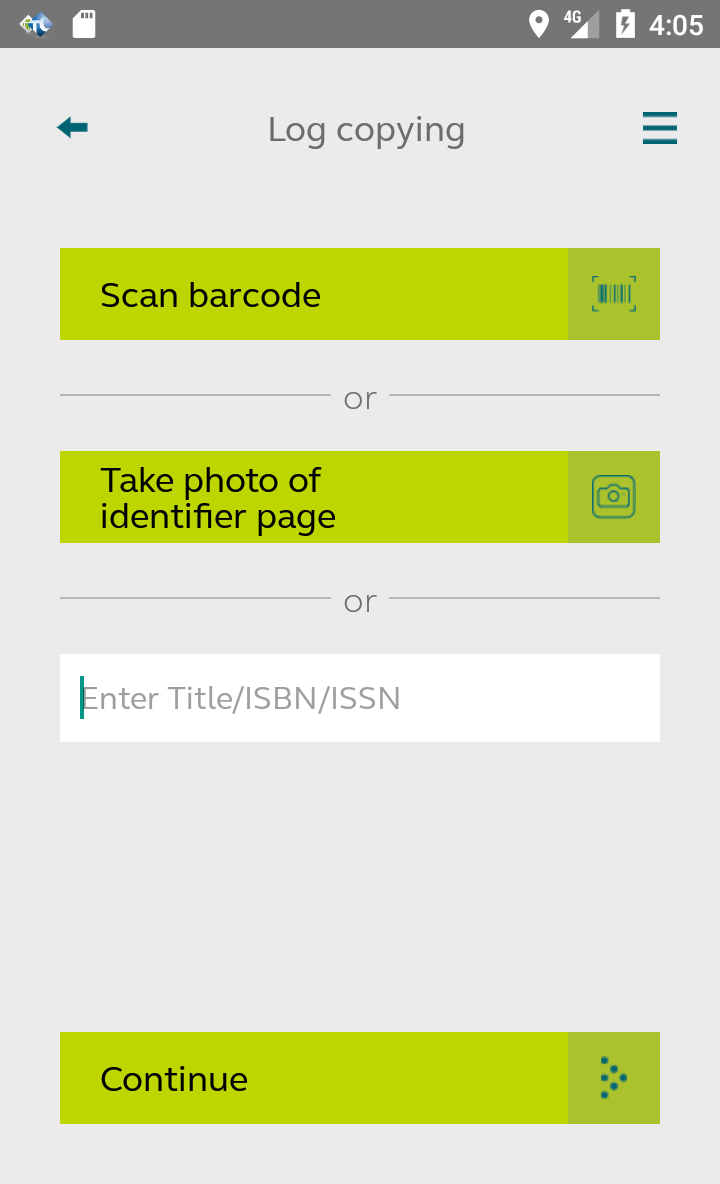 4G 4:05
Log copying
Scan barcode
or
Take photo of
identifier page
or
Enter Title/ISBN/ISSN
Continue